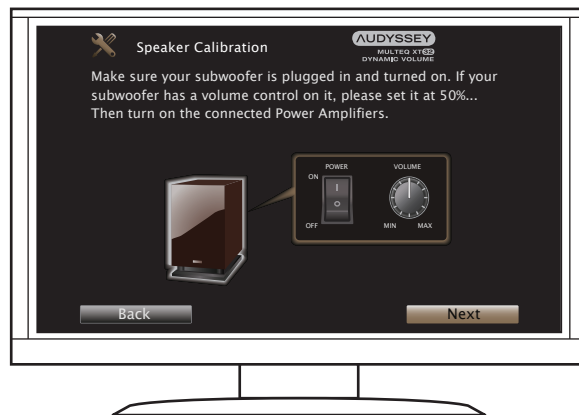 Speaker Calibration
AUDYSSEY
MULTEQ XT32
DYNAMIC VOLUME
Make sure your subwoofer is plugged in and turned on. If your
subwoofer has a volume control on it, please set it at 50%...
Then turn on the connected Power Amplifiers.
POWER
VOLUME
ON
I
O
OFF
MIN
MAX
Back
Next